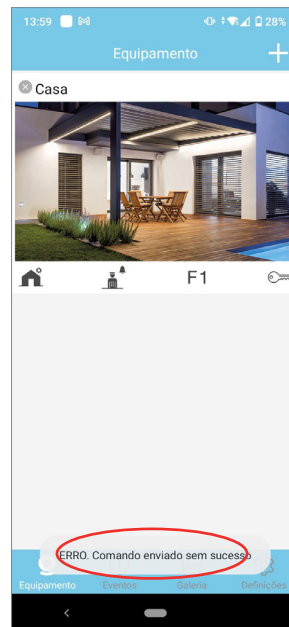 13:59 28%
Equipamento
Casa
F1
ERRO. Comando enviado sem sucesso
Equipamento Eventos Galeria Definições